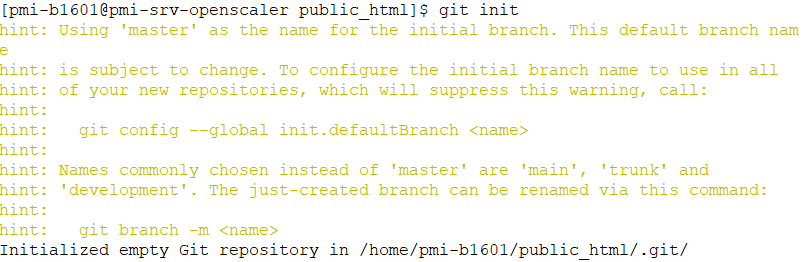 [pmi-b1601@pmi-srv-openscaler public_html]$ git init
hint: Using 'master' as the name for the initial branch. This default branch nam
e
hint: is subject to change. To configure the initial branch name to use in all
hint: of your new repositories, which will suppress this warning, call:
hint:
hint:   git config --global init.defaultBranch <name>
hint:
hint: Names commonly chosen instead of 'master' are 'main', 'trunk' and
hint: 'development'. The just-created branch can be renamed via this command:
hint:
hint:   git branch -m <name>
Initialized empty Git repository in /home/pmi-b1601/public_html/.git/